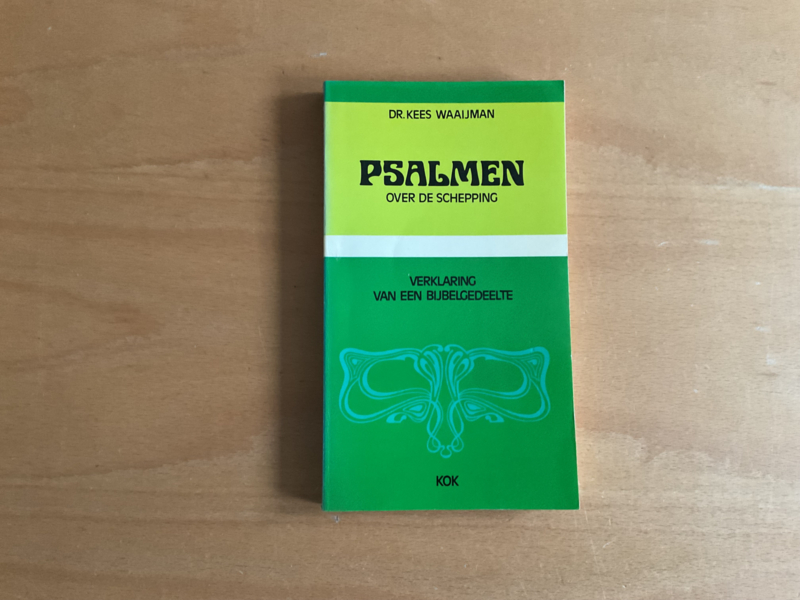 DR. KEES WAAIJMAN
PSALMEN
OVER DE SCHEPPING
VERKLARING
VAN EEN BIJBELGEDEELTE
KOK